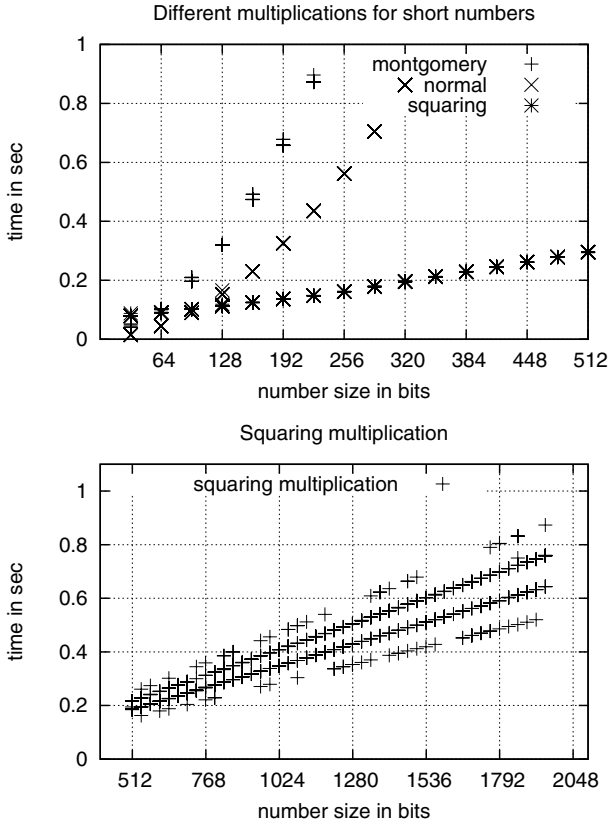 Different multiplications for short numbers
1
montgomery
normal
0.8
squaring
0.6
0.4
0.2
0
64 128 192 256 320 384 448 512
time in sec
number size in bits
Squaring multiplication
1
squaring multiplication
0.8
0.6
0.4
0.2
0
512 768 1024 1280 1536 1792 2048
time in sec
number size in bits